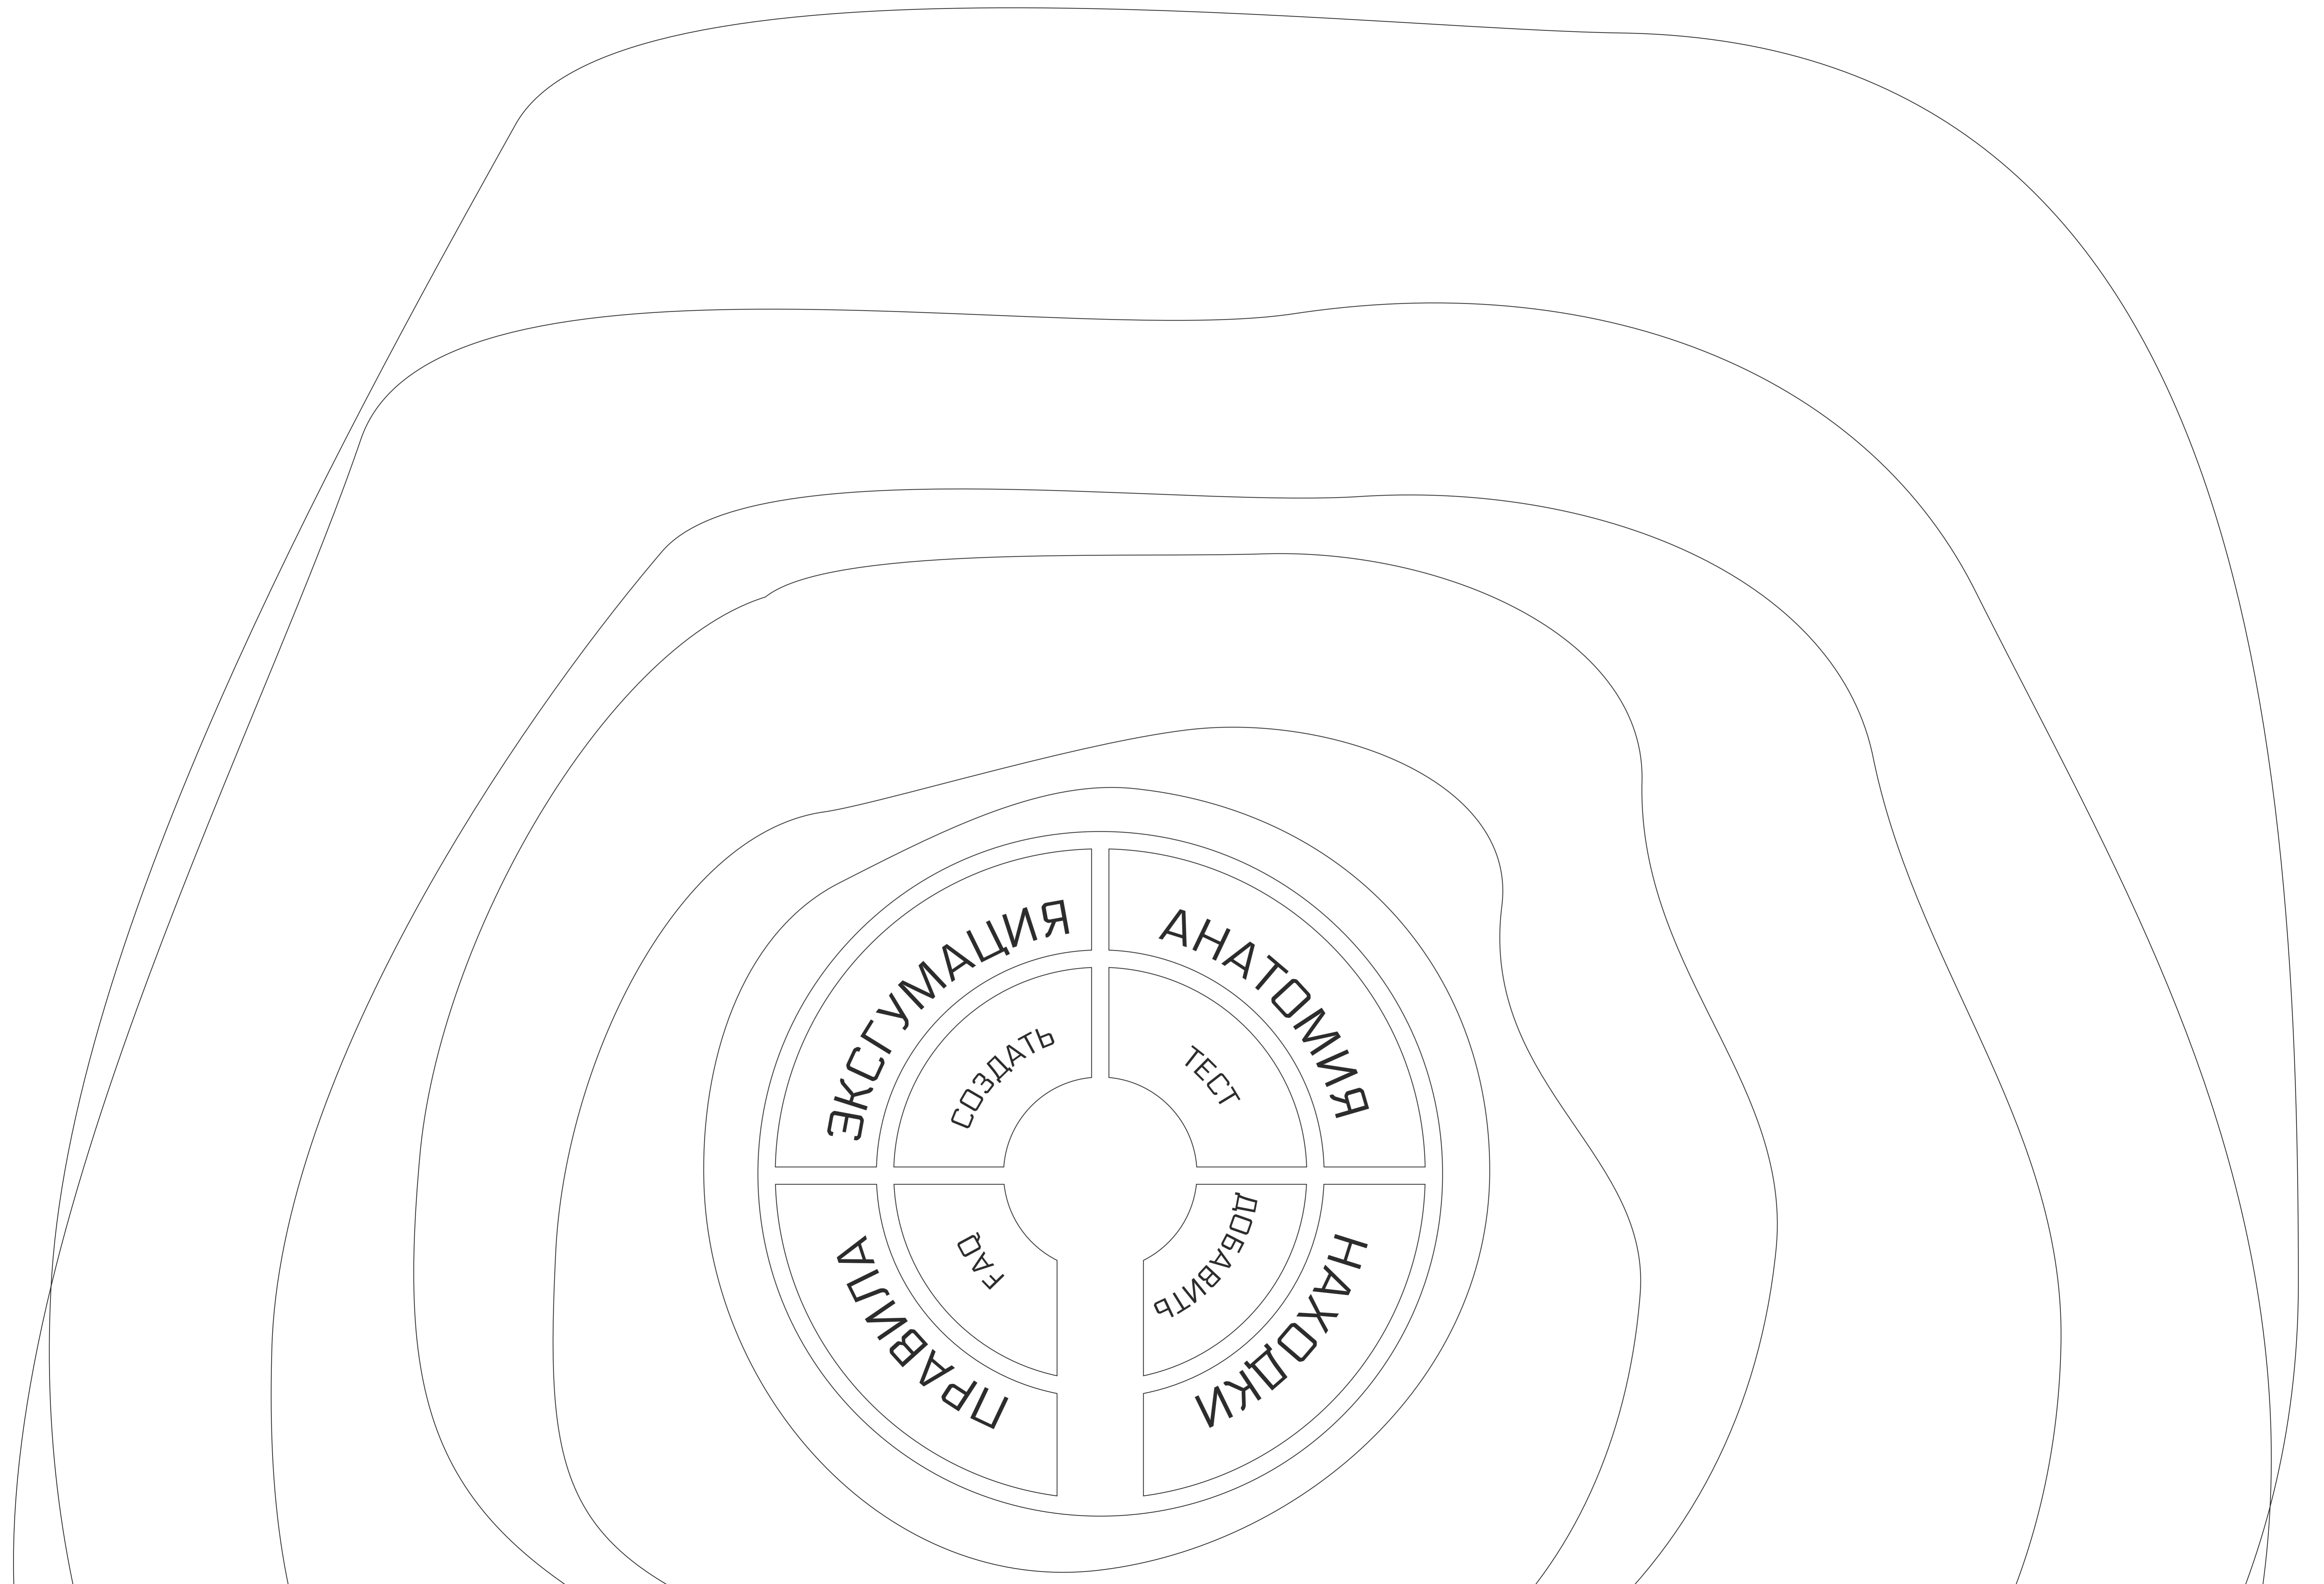 ЭКСГУМАЦИЯ
АНАТОМИЯ
СОЗДАТЬ
ТЕСТ
FAQ
ДОБАВИТЬ
ПРАВИЛА
НАХОДКИ